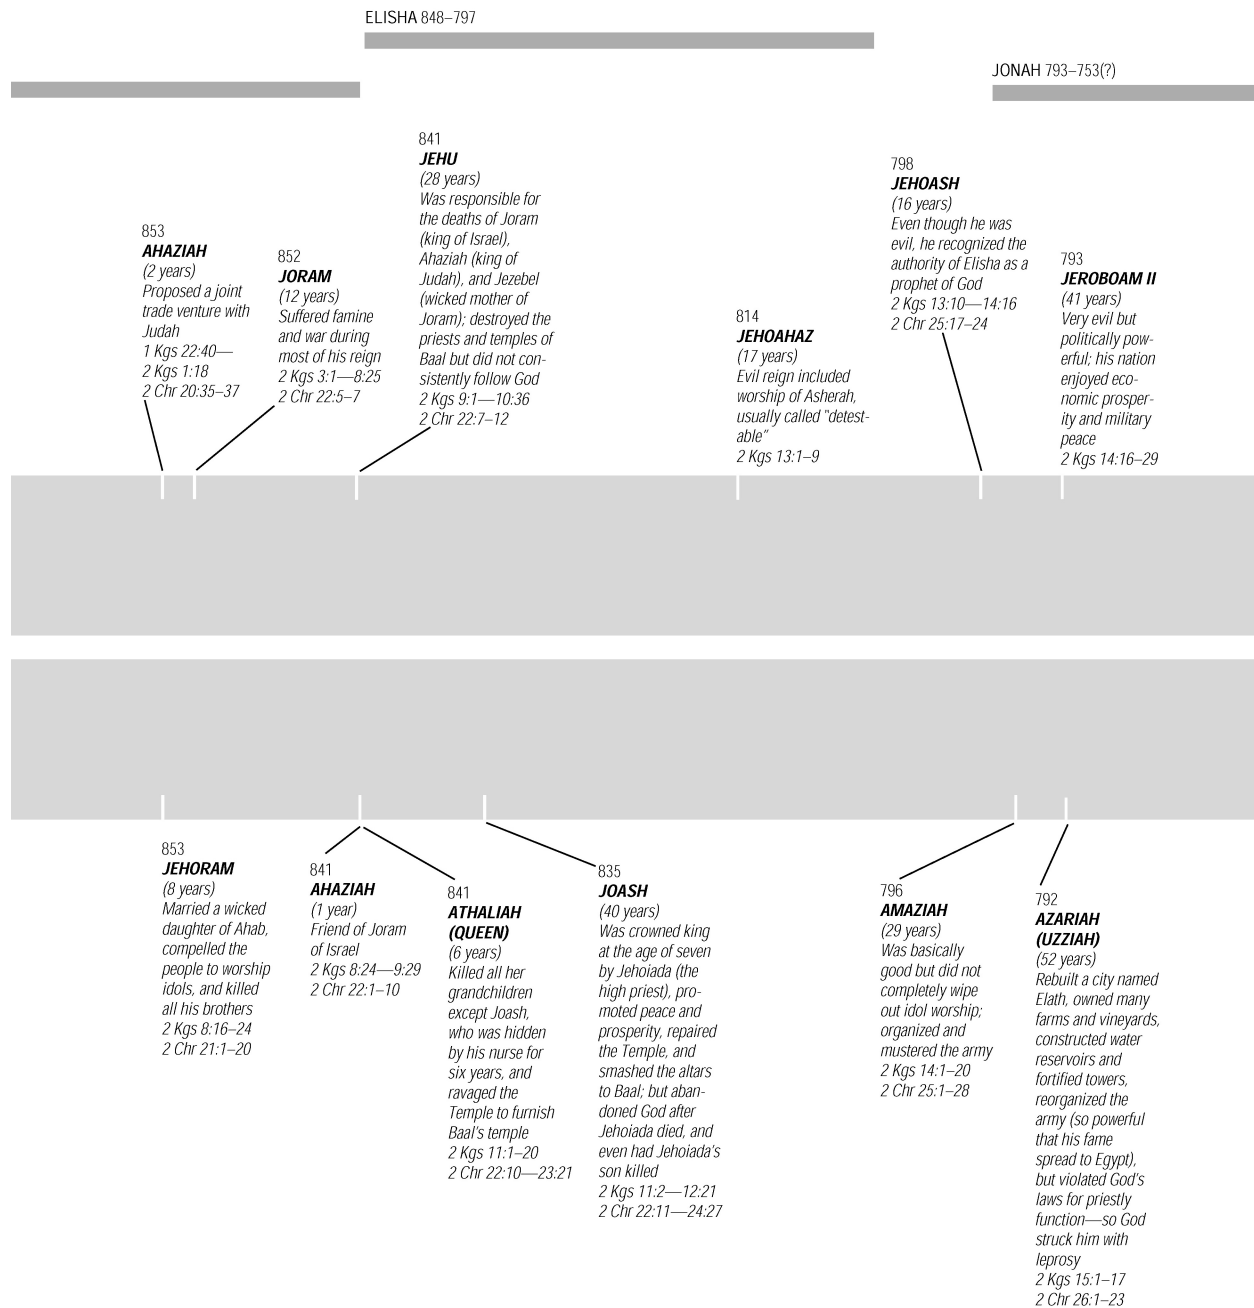 ELISHA 848–797
JONAH 793–753(?)
853
AHAZIAH
(2 years)
Proposed a joint
trade venture with
Judah
1 Kgs 22:40—
2 Kgs 1:18
2 Chr 20:35–37
852
JORAM
(12 years)
Suffered famine
and war during
most of his reign
2 Kgs 3:1—8:25
2 Chr 22:5–7
841
JEHU
(28 years)
Was responsible for
the deaths of Joram
(king of Israel),
Ahaziah (king of
Judah), and Jezebel
(wicked mother of
Joram); destroyed the
priests and temples of
Baal but did not con-
sistently follow God
2 Kgs 9:1—10:36
2 Chr 22:7–12
814
JEHOAHAZ
(17 years)
Evil reign included
worship of Asherah,
usually called "detest-
able"
2 Kgs 13:1–9
798
JEHOASH
(16 years)
Even though he was
evil, he recognized the
authority of Elisha as a
prophet of God
2 Kgs 13:10—14:16
2 Chr 25:17–24
793
JEROBOAM II
(41 years)
Very evil but
politically pow-
erful; his nation
enjoyed eco-
nomic prosper-
ity and military
peace
2 Kgs 14:16–29
853
JEHORAM
(8 years)
Married a wicked
daughter of Ahab,
compelled the
people to worship
idols, and killed
all his brothers
2 Kgs 8:16–24
2 Chr 21:1–20
841
AHAZIAH
(1 year)
Friend of Joram
of Israel
2 Kgs 8:24—9:29
2 Chr 22:1–10
841
ATHALIAH
(QUEEN)
(6 years)
Killed all her
grandchildren
except Joash,
who was hidden
by his nurse for
six years, and
ravaged the
Temple to furnish
Baal's temple
2 Kgs 11:1–20
2 Chr 22:10—23:21
835
JOASH
(40 years)
Was crowned king
at the age of seven
by Jehoiada (the
high priest), pro-
moted peace and
prosperity, repaired
the Temple, and
smashed the altars
to Baal; but aban-
doned God after
Jehoiada died, and
even had Jehoiada's
son killed
2 Kgs 11:2—12:21
2 Chr 22:11—24:27
796
AMAZIAH
(29 years)
Was basically
good but did not
completely wipe
out idol worship;
organized and
mustered the army
2 Kgs 14:1–20
2 Chr 25:1–28
792
AZARIAH
(UZZIAH)
(52 years)
Rebuilt a city named
Elath, owned many
farms and vineyards,
constructed water
reservoirs and
fortified towers,
reorganized the
army (so powerful
that his fame
spread to Egypt),
but violated God's
laws for priestly
function—so God
struck him with
leprosy
2 Kgs 15:1–17
2 Chr 26:1–23